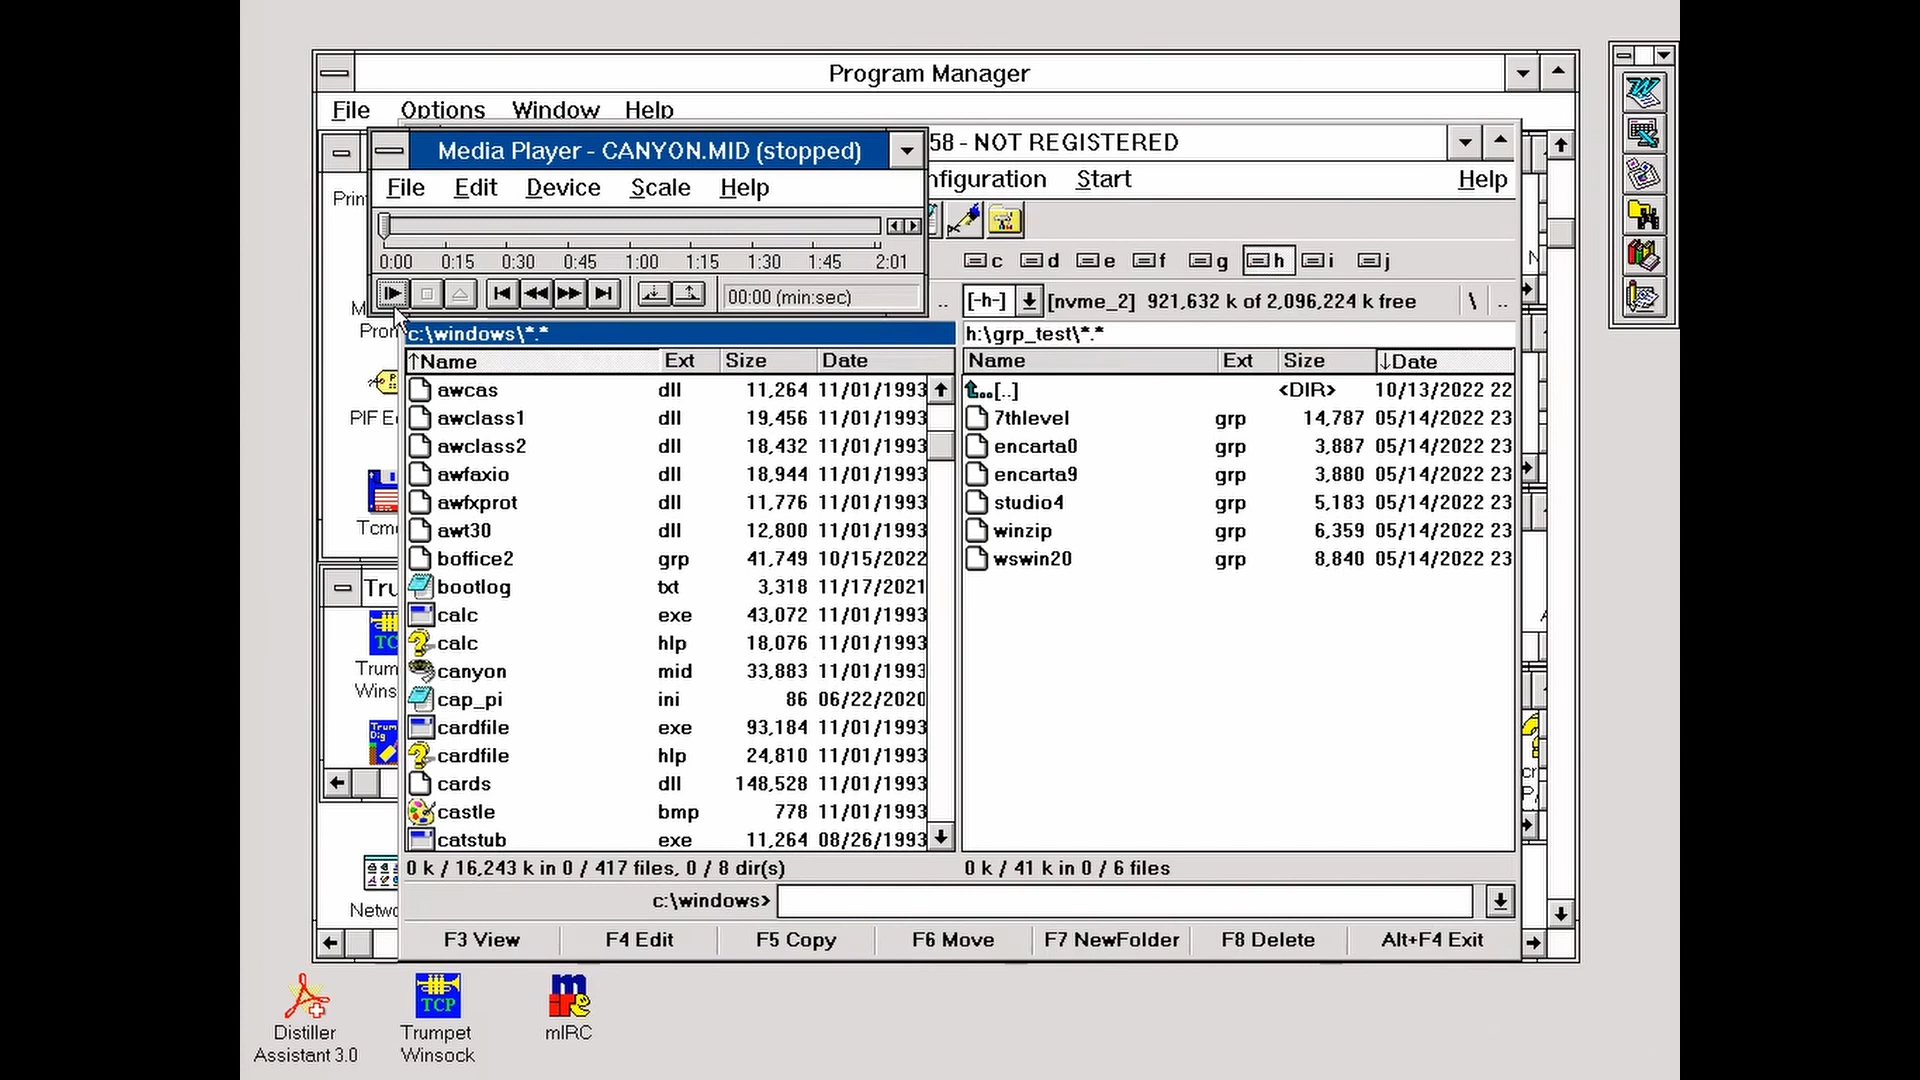 Program Manager
File Options Window Help
Media Player - CANYON.MID (stopped)
58 - NOT REGISTERED
File Edit Device Scale Help
nfiguration Start Help
0:00 0:15 0:30 0:45 1:00 1:15 1:30 1:45 2:01
c d e f g h i j
00:00 (min:sec)
.. [-h-] [nvme_2] 921,632 k of 2,096,224 k free \ ..
c:\windows\*.*
h:\grp_test\*.*
↑Name Ext Size Date
Name Ext Size ↓Date
awcas dll 11,264 11/01/1993
awclass1 dll 19,456 11/01/1993
awclass2 dll 18,432 11/01/1993
awfaxio dll 18,944 11/01/1993
awfxprot dll 11,776 11/01/1993
awt30 dll 12,800 11/01/1993
boffice2 grp 41,749 10/15/2022
bootlog txt 3,318 11/17/2021
calc exe 43,072 11/01/1993
calc hlp 18,076 11/01/1993
canyon mid 33,883 11/01/1993
cap_pi ini 86 06/22/2020
cardfile exe 93,184 11/01/1993
cardfile hlp 24,810 11/01/1993
cards dll 148,528 11/01/1993
castle bmp 778 11/01/1993
catstub exe 11,264 08/26/1993
[..] <DIR> 10/13/2022 22
7thlevel grp 14,787 05/14/2022 23
encarta0 grp 3,887 05/14/2022 23
encarta9 grp 3,880 05/14/2022 23
studio4 grp 5,183 05/14/2022 23
winzip grp 6,359 05/14/2022 23
wswin20 grp 8,840 05/14/2022 23
0 k / 16,243 k in 0 / 417 files, 0 / 8 dir(s)
0 k / 41 k in 0 / 6 files
c:\windows>
F3 View F4 Edit F5 Copy F6 Move F7 NewFolder F8 Delete Alt+F4 Exit
Prin
M
Pron
PIF E
Tcm
Tru
TC
Trum
Wins
Trum
Dig
Netwo
Distiller
Assistant 3.0
TCP
Trumpet
Winsock
mIRC